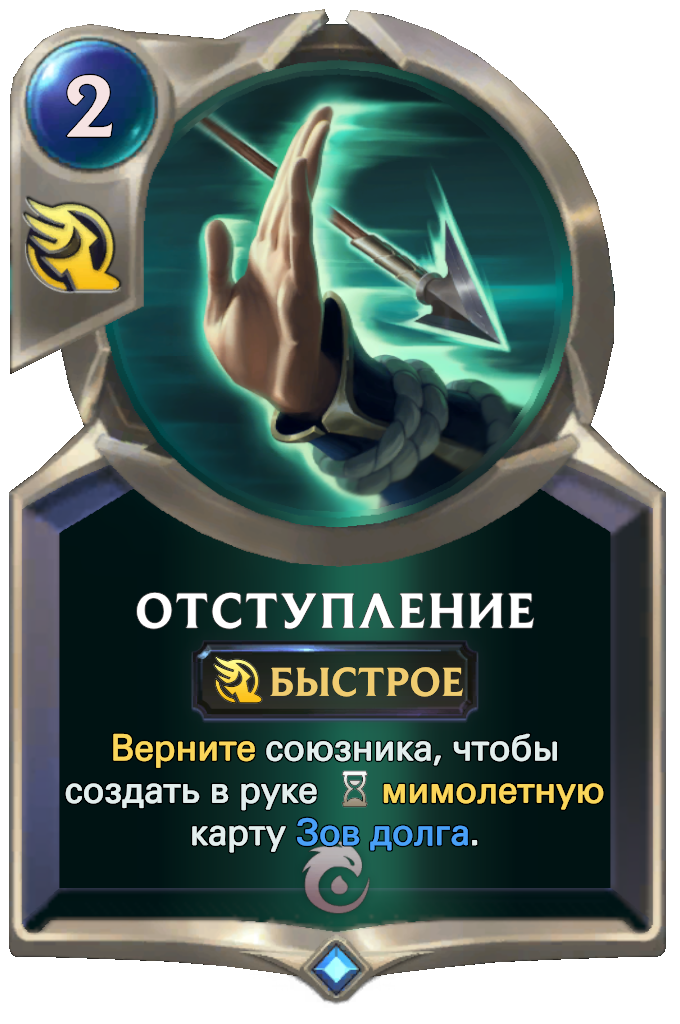 2
ОТСТУПЛЕНИЕ
БЫСТРОЕ
Верните союзника, чтобы
создать в руке мимолетную
карту Зов долга.